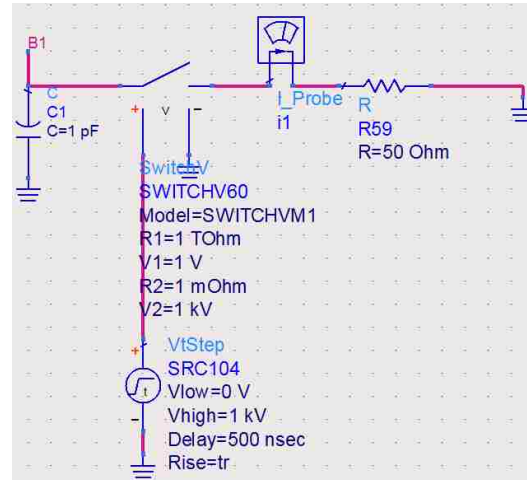 B1
C
C1
C=1 pF
+
V
−
I_Probe
i1
R
R59
R=50 Ohm
SwitchV
SWITCHV60
Model=SWITCHVM1
R1=1 TOhm
V1=1 V
R2=1 mOhm
V2=1 kV
+
t
−
VtStep
SRC104
Vlow=0 V
Vhigh=1 kV
Delay=500 nsec
Rise=tr